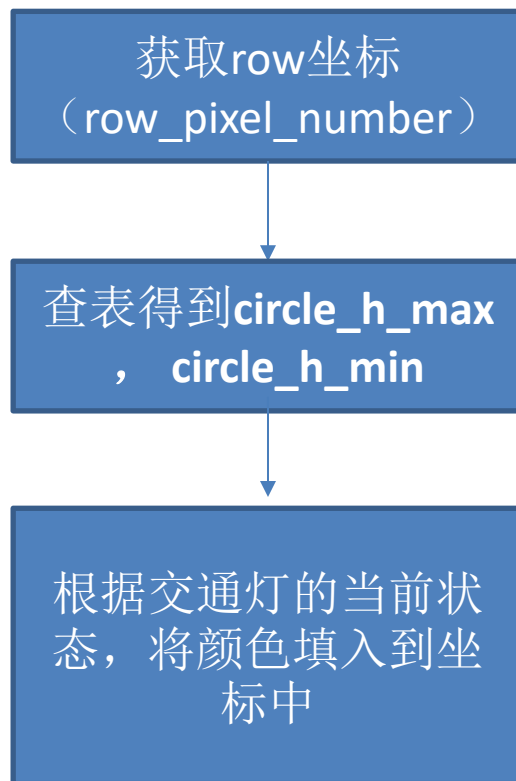 获取row坐标
（row_pixel_number）
查表得到circle_h_max
， circle_h_min
根据交通灯的当前状
态，将颜色填入到坐
标中